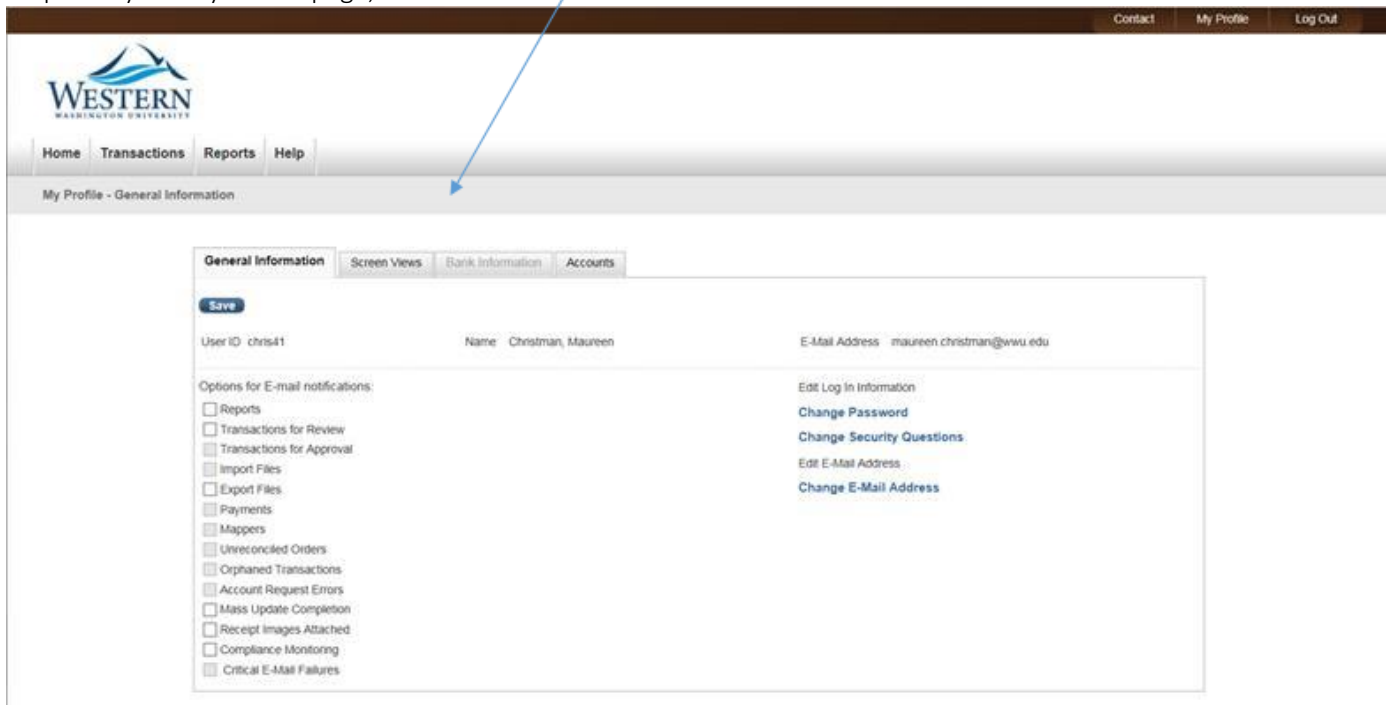 Contact My Profile Log Out
WESTERN
WASHINGTON UNIVERSITY
Home Transactions Reports Help
My Profile - General Information
General Information Screen Views Bank Information Accounts
Save
User ID chris41 Name Christman, Maureen E-Mail Address maureen.christman@wwu.edu
Options for E-mail notifications: Edit Log In Information
Reports Change Password
Transactions for Review
Transactions for Approval Change Security Questions
Import Files Edit E-Mail Address
Export Files Change E-Mail Address
Payments
Mappers
Unreconciled Orders
Orphaned Transactions
Account Request Errors
Mass Update Completion
Receipt Images Attached
Compliance Monitoring
Critical E-Mail Failures